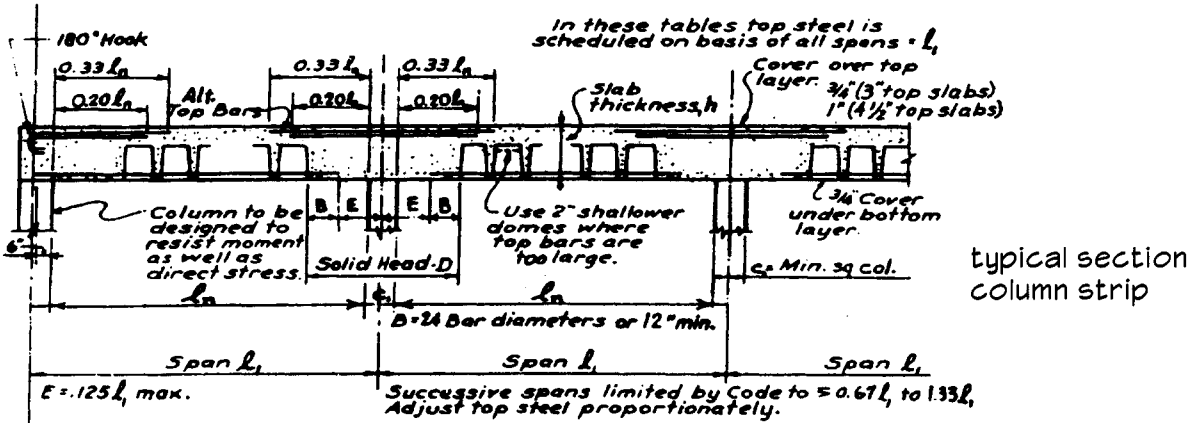 In these tables top steel is
scheduled on basis of all spans = l₁
180° Hook
0.33 lₙ
0.33 lₙ
0.33 lₙ
Cover over top
layer.
3/4" (3" top slabs)
1" (4 1/2" top slabs)
0.20 lₙ
Alt.
Top Bars
0.20 lₙ
0.20 lₙ
Slab
thickness, h
B
E
E
B
Column to be
designed to
resist moment
as well as
direct stress.
6"
Use 2" shallower
domes where
top bars are
too large.
3/4" Cover
under bottom
layer.
Solid Head-D
c₁ = Min. sq col.
typical section
column strip
lₙ
c₁
lₙ
B=24 Bar diameters or 12" min.
Span l₁
Span l₁
Span l₁
E=.125 l₁ max.
Successive spans limited by Code to ≤ 0.67 l₁ to 1.33 l₁
Adjust top steel proportionately.